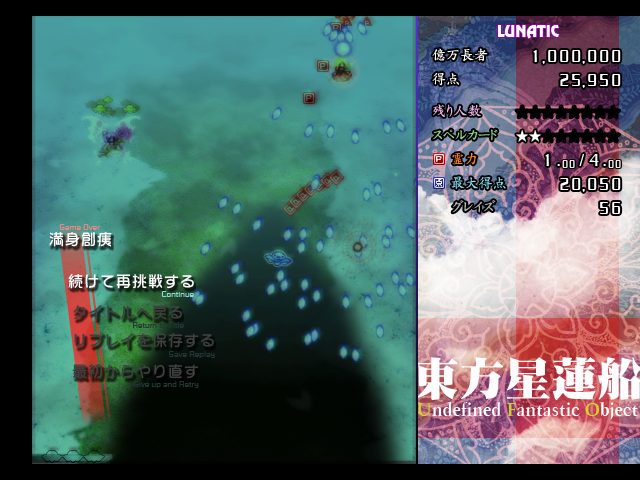 LUNATIC
億万長者 1,000,000
得点 25,950
残り人数
スペルカード
P 霊力 1.00/4.00
最大得点 20,050
グレイズ 56
P
P
Game Over
満身創痍
続けて再挑戦する
Continue
タイトルへ戻る
Return
リプレイを保存する
Save Replay
最初からやり直す
Give up and Retry
東方星蓮船
Undefined Fantastic Object